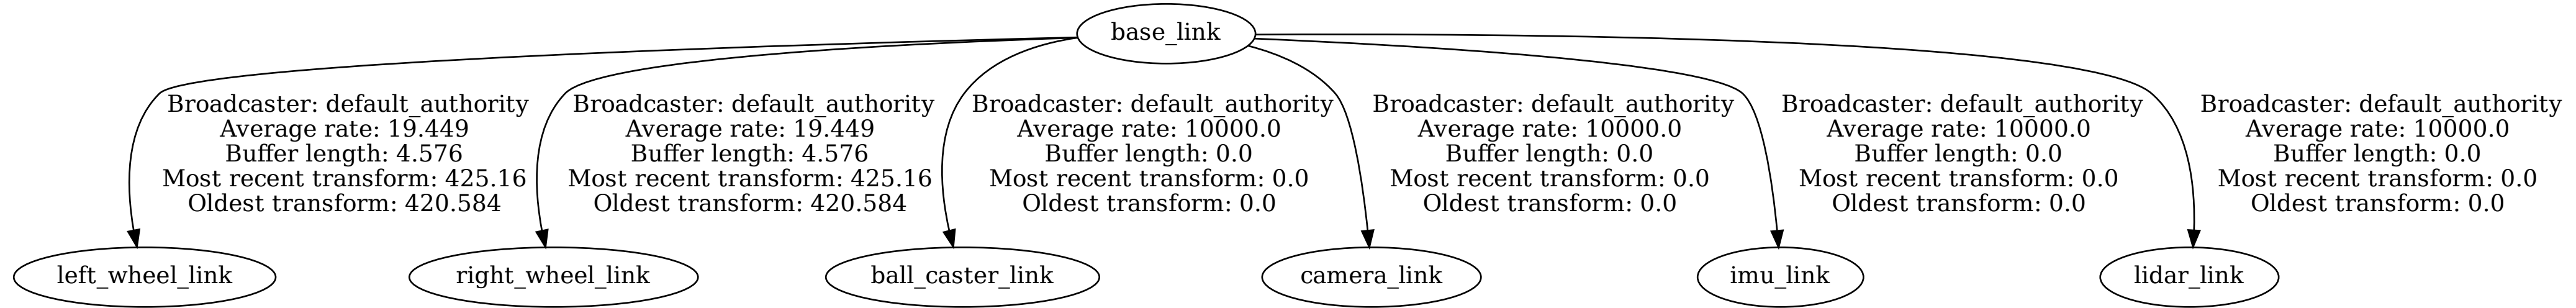 base_link
Broadcaster: default_authority
Average rate: 19.449
Buffer length: 4.576
Most recent transform: 425.16
Oldest transform: 420.584
Broadcaster: default_authority
Average rate: 19.449
Buffer length: 4.576
Most recent transform: 425.16
Oldest transform: 420.584
Broadcaster: default_authority
Average rate: 10000.0
Buffer length: 0.0
Most recent transform: 0.0
Oldest transform: 0.0
Broadcaster: default_authority
Average rate: 10000.0
Buffer length: 0.0
Most recent transform: 0.0
Oldest transform: 0.0
Broadcaster: default_authority
Average rate: 10000.0
Buffer length: 0.0
Most recent transform: 0.0
Oldest transform: 0.0
Broadcaster: default_authority
Average rate: 10000.0
Buffer length: 0.0
Most recent transform: 0.0
Oldest transform: 0.0
left_wheel_link
right_wheel_link
ball_caster_link
camera_link
imu_link
lidar_link